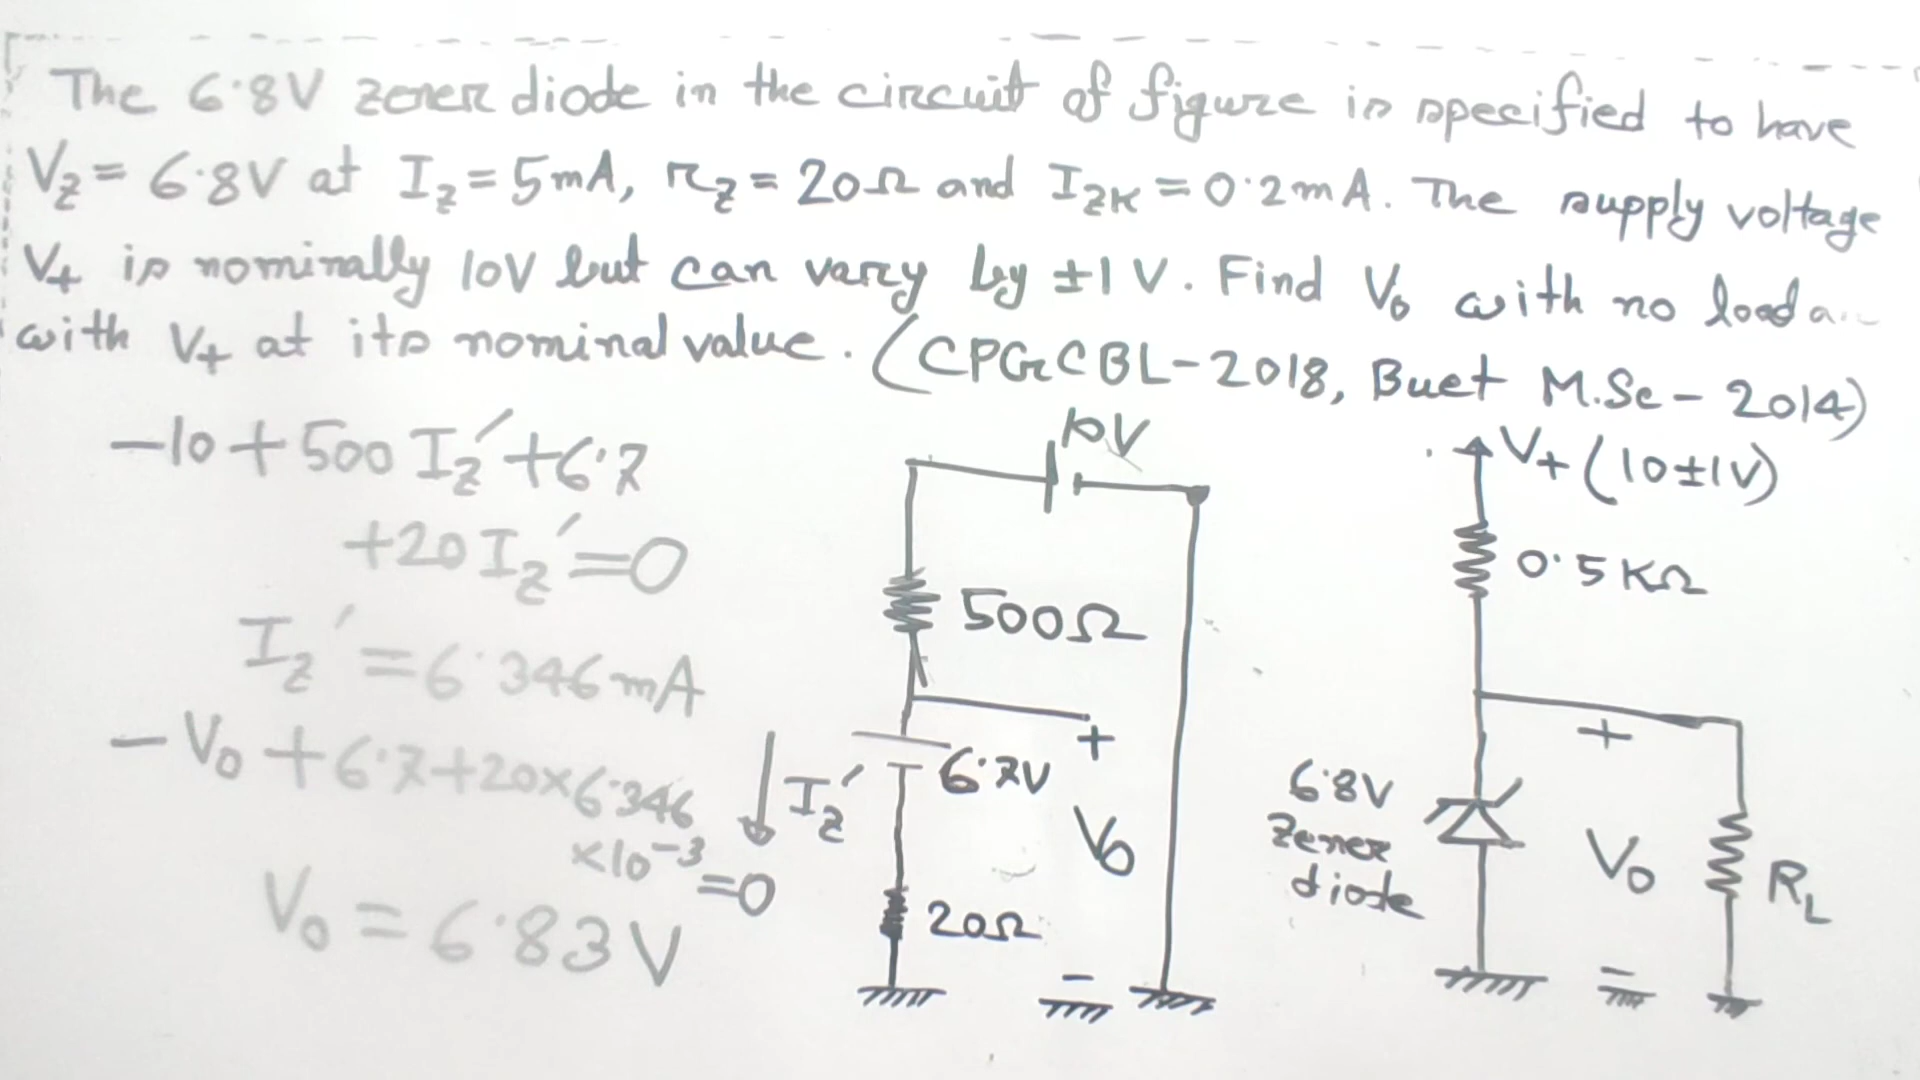 The 6.8V zener diode in the circuit of figure is specified to have
Vz = 6.8V at Iz = 5mA, rz = 20Ω and IZK = 0.2mA. The supply voltage
V+ is nominally 10V but can vary by ±1V. Find Vo with no load
with V+ at its nominal value. (CPGCBL-2018, Buet M.Sc - 2014)
-10 + 500 Iz' + 6.7
+ 20 Iz' = 0
Iz' = 6.346 mA
- Vo + 6.7 + 20×6.346
×10⁻³ = 0
Vo = 6.83 V
10V
500Ω
+
6.7V
Iz'
Vo
20Ω
-
V+ (10±1V)
0.5KΩ
+
6.8V
Zener
diode
Vo
RL
-